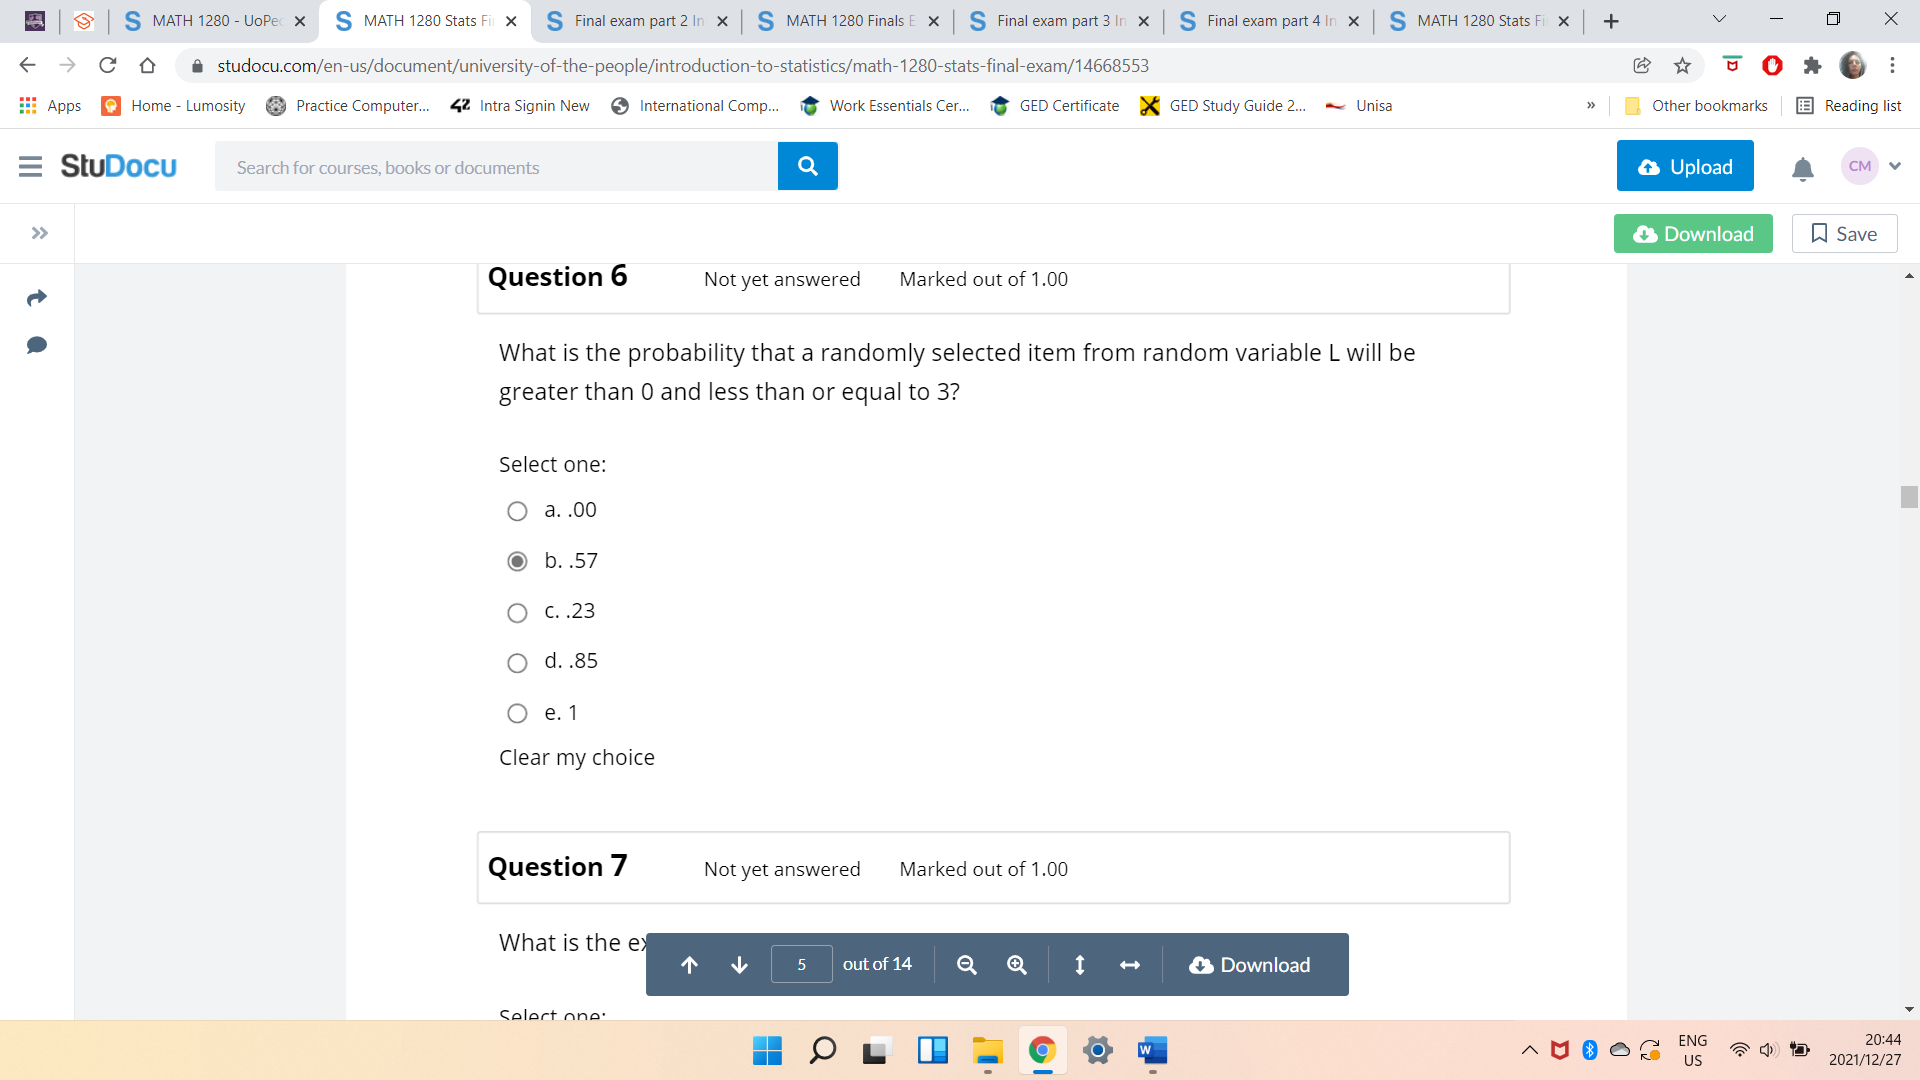 MATH 1280 - UoPeo
MATH 1280 Stats Fin
Final exam part 2 In
MATH 1280 Finals E
Final exam part 3 In
Final exam part 4 In
MATH 1280 Stats Fi
studocu.com/en-us/document/university-of-the-people/introduction-to-statistics/math-1280-stats-final-exam/14668553
Apps
Home - Lumosity
Practice Computer...
Intra Signin New
International Comp...
Work Essentials Cer...
GED Certificate
GED Study Guide 2...
Unisa
»
Other bookmarks
Reading list
StuDocu
Search for courses, books or documents
Upload
CM
Download
Save
Question 6 Not yet answered Marked out of 1.00
What is the probability that a randomly selected item from random variable L will be
greater than 0 and less than or equal to 3?
Select one:
a. .00
b. .57
c. .23
d. .85
e. 1
Clear my choice
Question 7 Not yet answered Marked out of 1.00
What is the ex
5 out of 14
Download
Select one:
ENG
US
20:44
2021/12/27